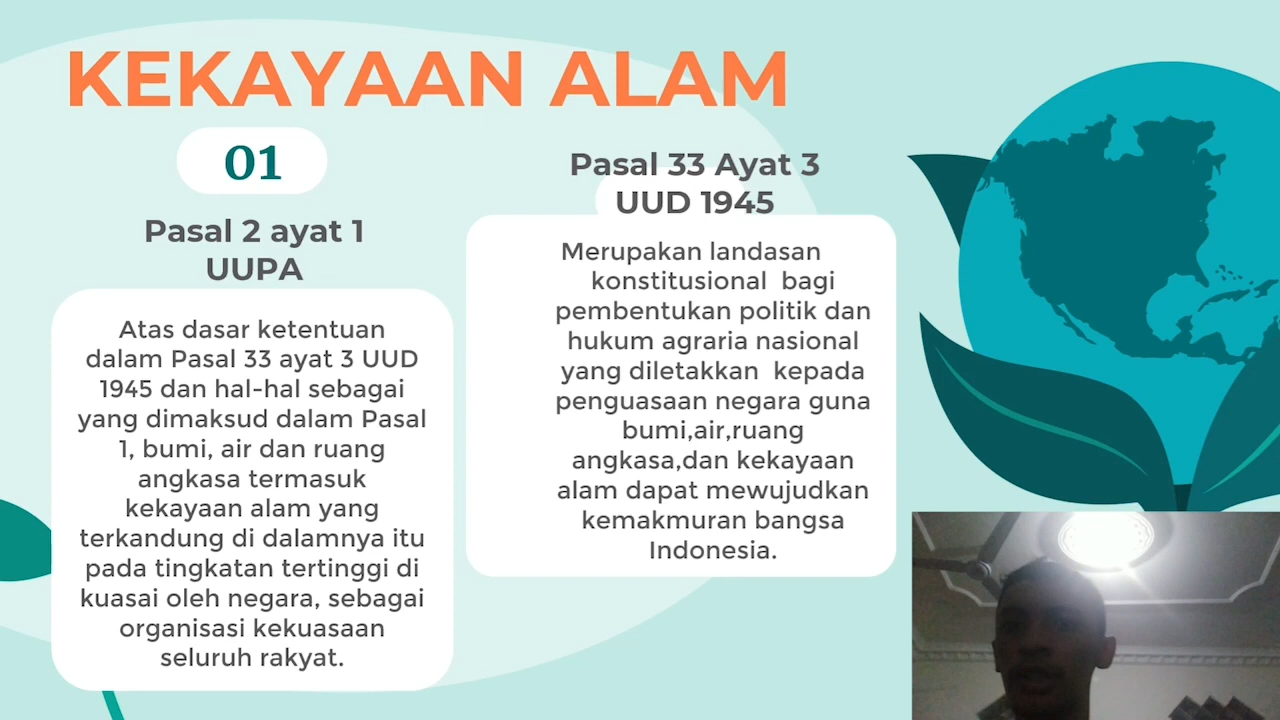 KEKAYAAN ALAM
01
Pasal 2 ayat 1
UUPA
Atas dasar ketentuan
dalam Pasal 33 ayat 3 UUD
1945 dan hal-hal sebagai
yang dimaksud dalam Pasal
1, bumi, air dan ruang
angkasa termasuk
kekayaan alam yang
terkandung di dalamnya itu
pada tingkatan tertinggi di
kuasai oleh negara, sebagai
organisasi kekuasaan
seluruh rakyat.
Pasal 33 Ayat 3
UUD 1945
Merupakan landasan
konstitusional bagi
pembentukan politik dan
hukum agraria nasional
yang diletakkan kepada
penguasaan negara guna
bumi,air,ruang
angkasa,dan kekayaan
alam dapat mewujudkan
kemakmuran bangsa
Indonesia.